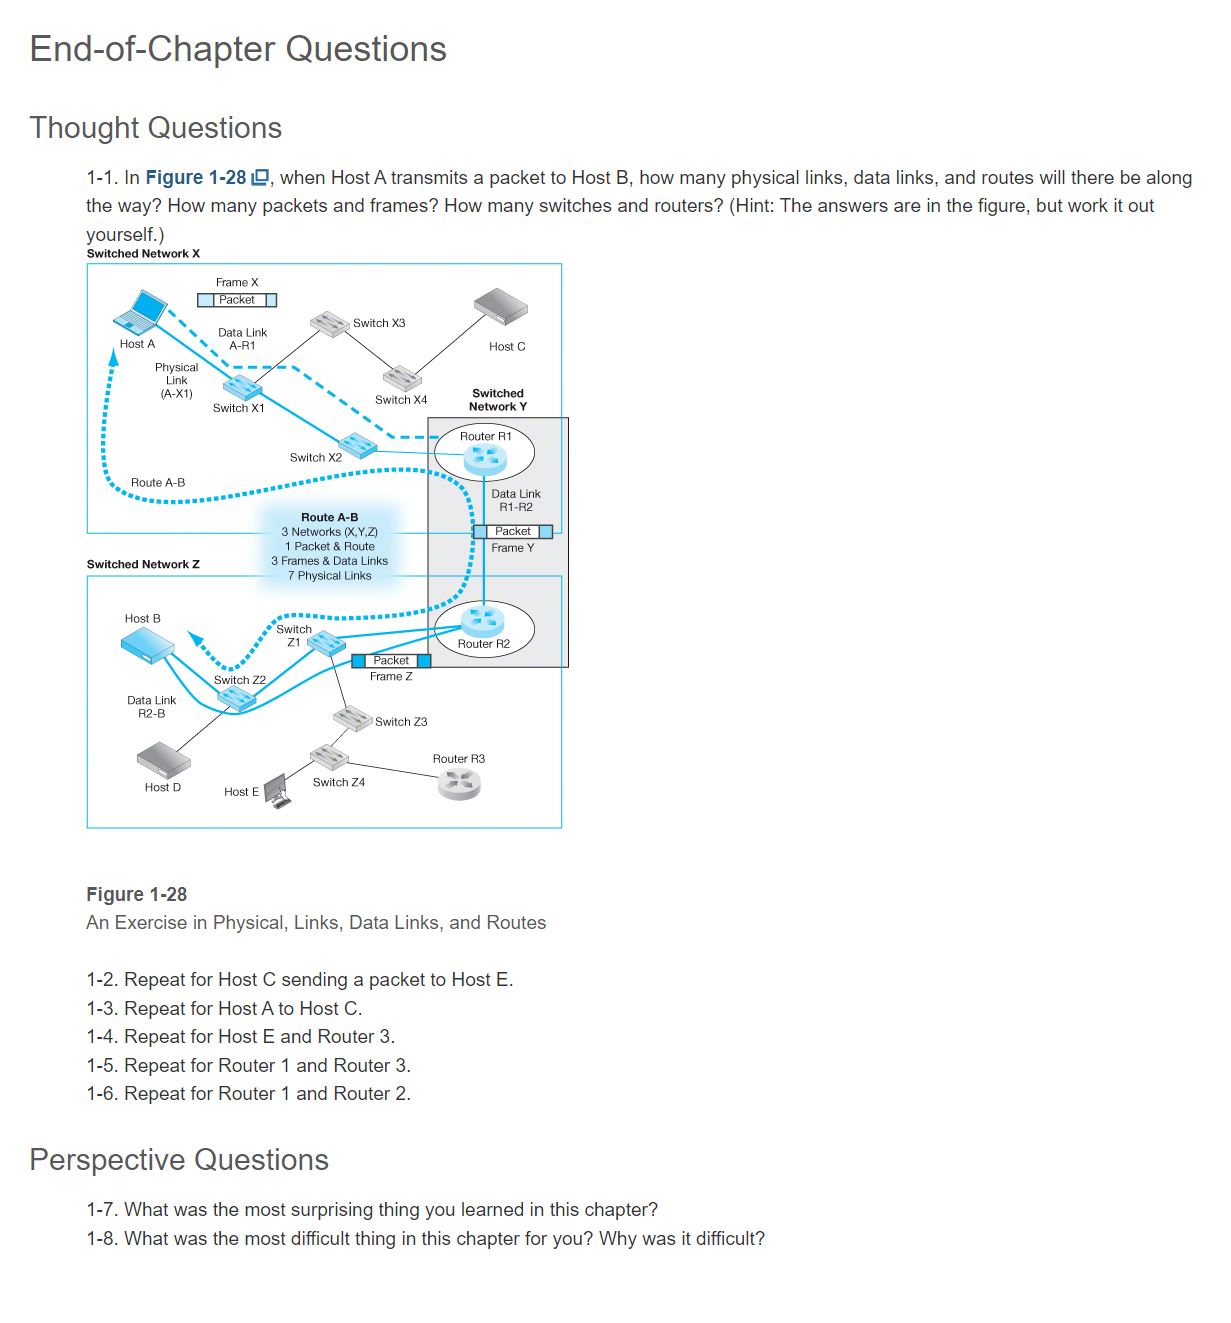 End-of-Chapter Questions
Thought Questions
1-1. In Figure 1-28, when Host A transmits a packet to Host B, how many physical links, data links, and routes will there be along
the way? How many packets and frames? How many switches and routers? (Hint: The answers are in the figure, but work it out
yourself.)
Switched Network X
Frame X
Packet
Host A
Data Link
A-R1
Switch X3
Host C
Physical
Link
(A-X1)
Switch X1
Switch X4
Switched
Network Y
Router R1
Switch X2
Route A-B
Data Link
R1-R2
Packet
Frame Y
Route A-B
3 Networks (X,Y,Z)
1 Packet & Route
3 Frames & Data Links
7 Physical Links
Switched Network Z
Host B
Switch
Z1
Router R2
Packet
Frame Z
Switch Z2
Data Link
R2-B
Switch Z3
Host D
Host E
Switch Z4
Router R3
Figure 1-28
An Exercise in Physical, Links, Data Links, and Routes
1-2. Repeat for Host C sending a packet to Host E.
1-3. Repeat for Host A to Host C.
1-4. Repeat for Host E and Router 3.
1-5. Repeat for Router 1 and Router 3.
1-6. Repeat for Router 1 and Router 2.
Perspective Questions
1-7. What was the most surprising thing you learned in this chapter?
1-8. What was the most difficult thing in this chapter for you? Why was it difficult?